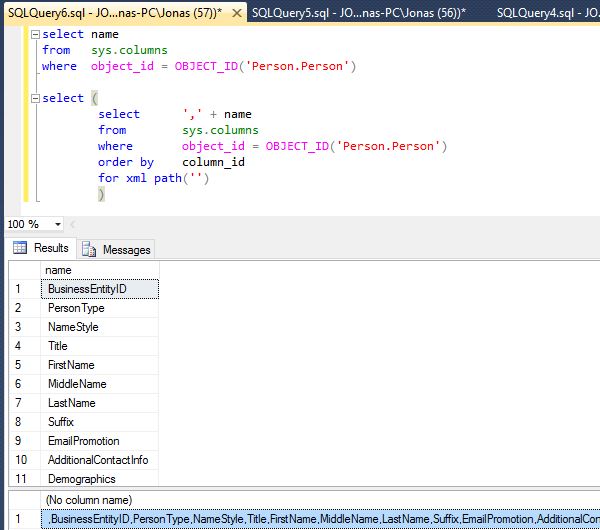 SQLQuery6.sql - JO...nas-PC\Jonas (57))* SQLQuery5.sql - JO...nas-PC\Jonas (56))* SQLQuery4.sql - JO.
select name
from sys.columns
where object_id = OBJECT_ID('Person.Person')
select (
select ',' + name
from sys.columns
where object_id = OBJECT_ID('Person.Person')
order by column_id
for xml path('')
)
100 %
Results Messages
name
1 BusinessEntityID
2 PersonType
3 NameStyle
4 Title
5 FirstName
6 MiddleName
7 LastName
8 Suffix
9 EmailPromotion
10 AdditionalContactInfo
11 Demographics
(No column name)
1 ,BusinessEntityID,PersonType,NameStyle,Title,FirstName,MiddleName,LastName,Suffix,EmailPromotion,AdditionalCon